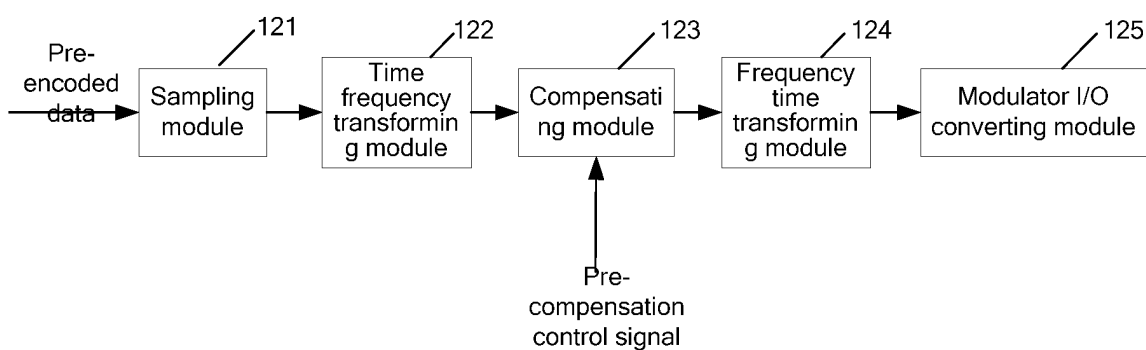 121
122
123
124
125
Pre-
encoded
data
Sampling
module
Time
frequency
transformin
g module
Compensati
ng module
Frequency
time
transformin
g module
Modulator I/O
converting module
Pre-
compensation
control signal